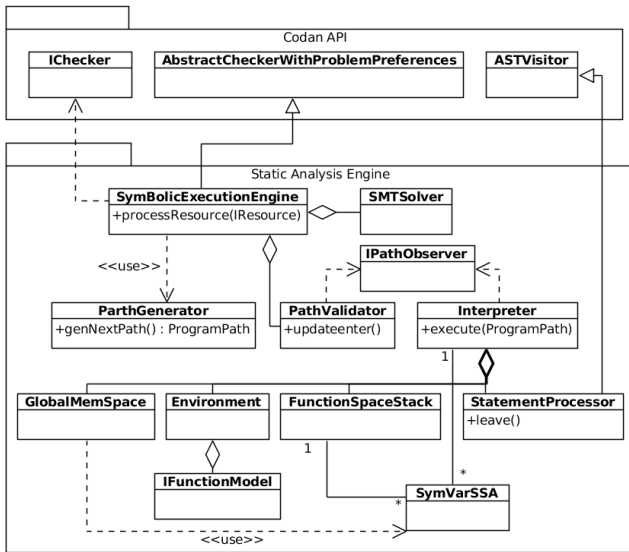 Codan API
IChecker
AbstractCheckerWithProblemPreferences
ASTVisitor
Static Analysis Engine
SymBolicExecutionEngine
+processResource(IResource)
SMTSolver
IPathObserver
<<use>>
ParthGenerator
+genNextPath() : ProgramPath
PathValidator
+updateenter()
Interpreter
+execute(ProgramPath)
1
GlobalMemSpace
Environment
FunctionSpaceStack
StatementProcessor
+leave()
1
IFunctionModel
*
SymVarSSA
*
<<use>>